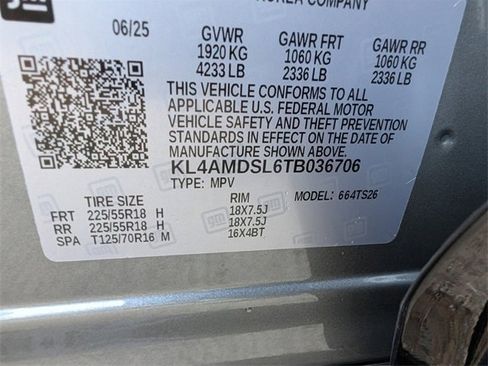 KOREA COMPANY
06/25 GVWR GAWR FRT GAWR RR
1920 KG 1060 KG 1060 KG
4233 LB 2336 LB 2336 LB
THIS VEHICLE CONFORMS TO ALL
APPLICABLE U.S. FEDERAL MOTOR
VEHICLE SAFETY AND THEFT PREVENTION
STANDARDS IN EFFECT ON THE DATE OF
MANUFACTURE SHOWN ABOVE.
KL4AMDSL6TB036706
TYPE: MPV MODEL: 664TS26
TIRE SIZE RIM
FRT 225/55R18 H 18X7.5J
RR 225/55R18 H 18X7.5J
SPA T125/70R16 M 16X4BT